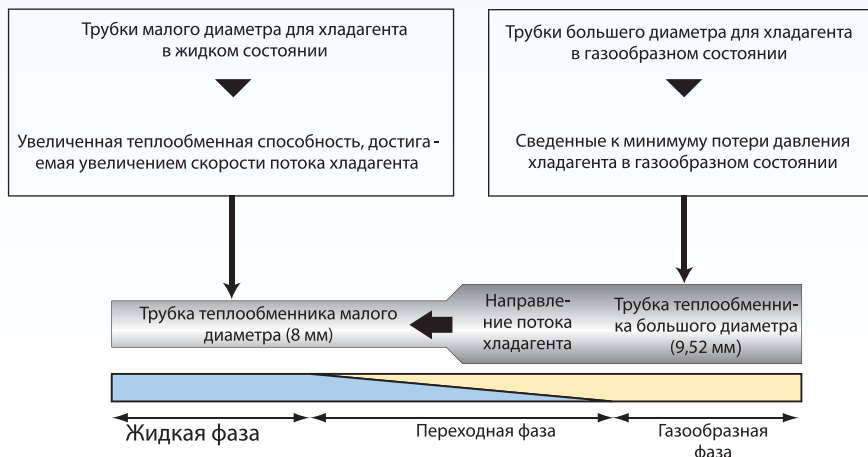 Трубки малого диаметра для хладагента
в жидком состоянии
Увеличенная теплообменная способность, достига-
емая увеличением скорости потока хладагента
Трубки большего диаметра для хладагента
в газообразном состоянии
Сведенные к минимуму потери давления
хладагента в газообразном состоянии
Трубка теплообменника малого
диаметра (8 мм)
Направле-
ние потока
хладагента
Трубка теплообменни-
ка большого диаметра
(9,52 мм)
Жидкая фаза
Переходная фаза
Газообразная
фаза